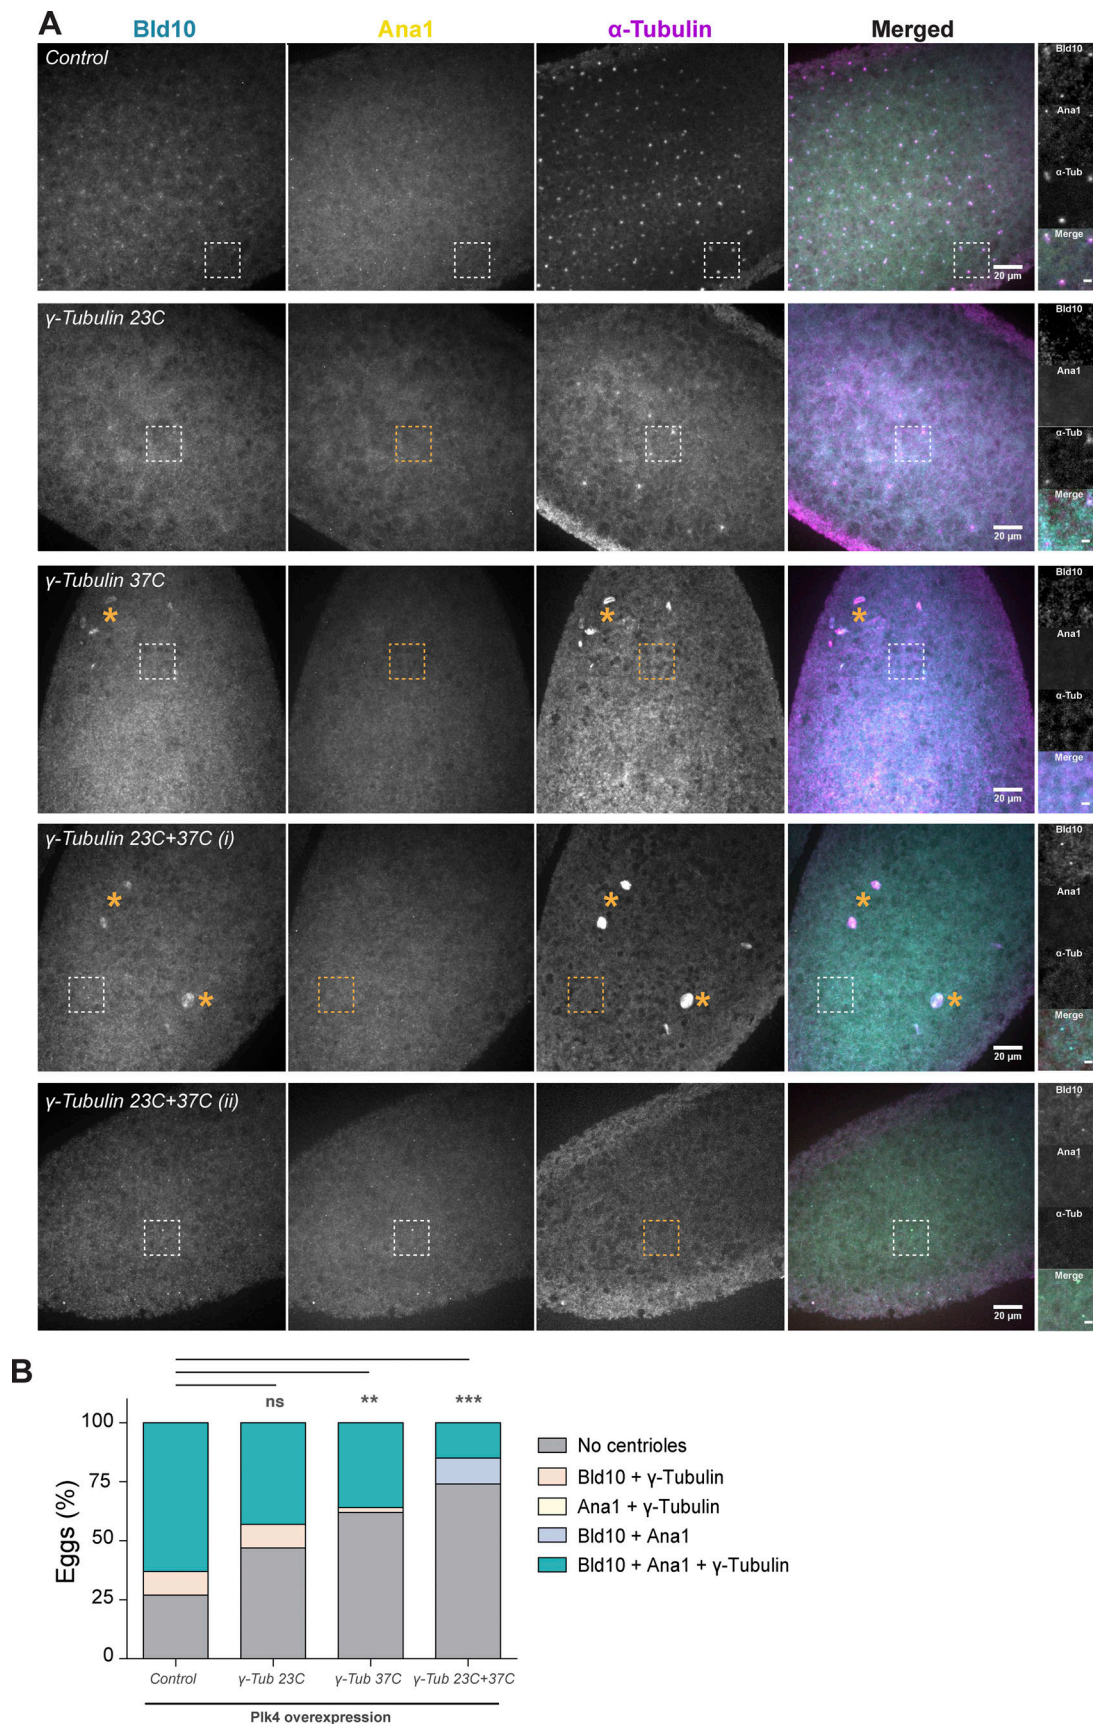 A
Bld10 Ana1 α-Tubulin Merged
Control
Bld10
Ana1
α-Tub
Merge
20 µm
γ-Tubulin 23C
Bld10
Ana1
α-Tub
Merge
20 µm
γ-Tubulin 37C
*
*
*
Bld10
Ana1
α-Tub
Merge
20 µm
γ-Tubulin 23C+37C (i)
*
*
*
*
*
*
Bld10
Ana1
α-Tub
Merge
20 µm
γ-Tubulin 23C+37C (ii)
Bld10
Ana1
α-Tub
Merge
20 µm
B
ns ** ***
100
75
50
25
0
Eggs (%)
Control γ-Tub 23C γ-Tub 37C γ-Tub 23C+37C
Plk4 overexpression
No centrioles
Bld10 + γ-Tubulin
Ana1 + γ-Tubulin
Bld10 + Ana1
Bld10 + Ana1 + γ-Tubulin